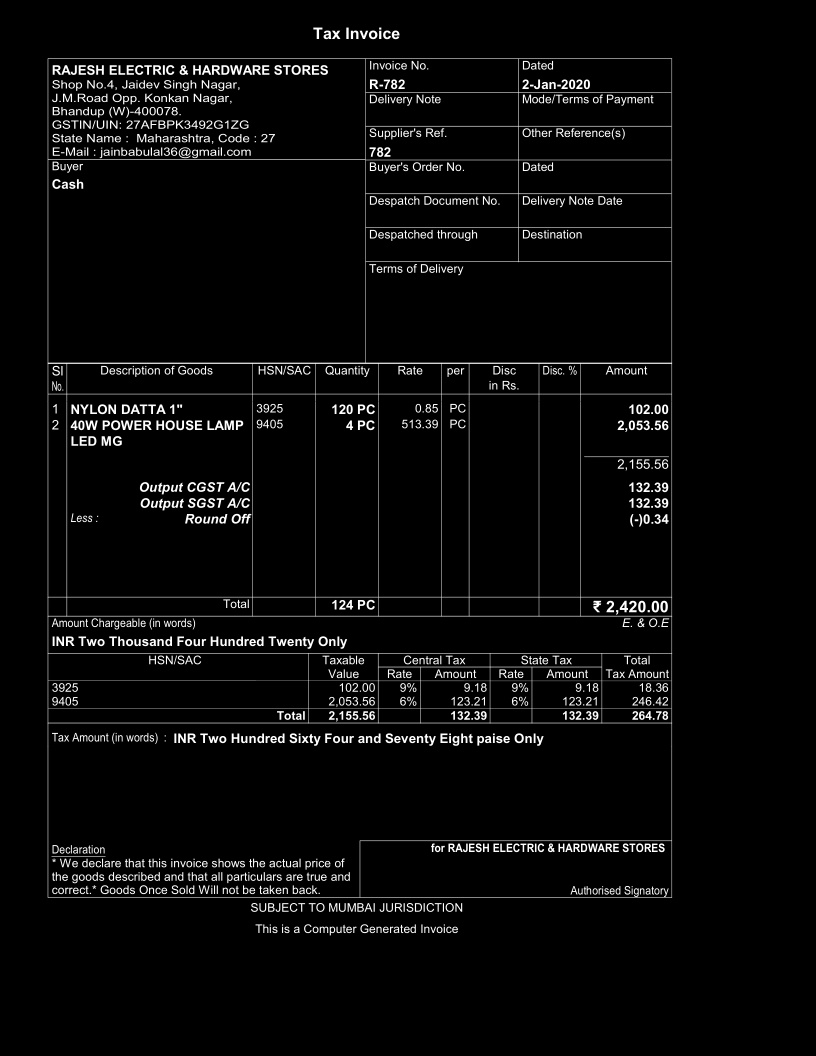 Tax Invoice
RAJESH ELECTRIC & HARDWARE STORES
Shop No.4, Jaidev Singh Nagar,
J.M.Road Opp. Konkan Nagar,
Bhandup (W)-400078.
GSTIN/UIN: 27AFBPK3492G1ZG
State Name : Maharashtra, Code : 27
E-Mail : jainbabulal36@gmail.com
Buyer
Cash
Invoice No. Dated
R-782 2-Jan-2020
Delivery Note Mode/Terms of Payment
Supplier's Ref. Other Reference(s)
782
Buyer's Order No. Dated
Despatch Document No. Delivery Note Date
Despatched through Destination
Terms of Delivery
Sl Description of Goods HSN/SAC Quantity Rate per Disc Disc. % Amount
No. in Rs.
1 NYLON DATTA 1" 3925 120 PC 0.85 PC 102.00
2 40W POWER HOUSE LAMP 9405 4 PC 513.39 PC 2,053.56
LED MG
2,155.56
Output CGST A/C 132.39
Output SGST A/C 132.39
Less : Round Off (-)0.34
Total 124 PC ₹ 2,420.00
Amount Chargeable (in words) E. & O.E
INR Two Thousand Four Hundred Twenty Only
HSN/SAC Taxable Central Tax State Tax Total
Value Rate Amount Rate Amount Tax Amount
3925 102.00 9% 9.18 9% 9.18 18.36
9405 2,053.56 6% 123.21 6% 123.21 246.42
Total 2,155.56 132.39 132.39 264.78
Tax Amount (in words) : INR Two Hundred Sixty Four and Seventy Eight paise Only
Declaration
* We declare that this invoice shows the actual price of
the goods described and that all particulars are true and
correct.* Goods Once Sold Will not be taken back.
for RAJESH ELECTRIC & HARDWARE STORES
Authorised Signatory
SUBJECT TO MUMBAI JURISDICTION
This is a Computer Generated Invoice